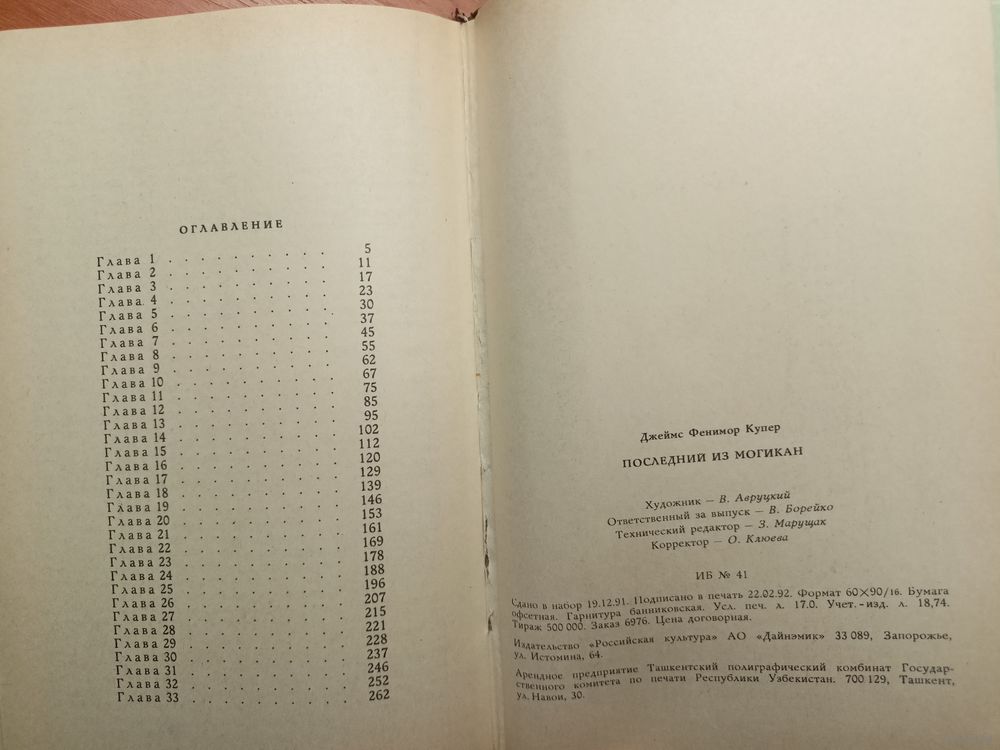 ОГЛАВЛЕНИЕ
Глава 1 . . . . . . . . . . 5
Глава 2 . . . . . . . . . . 11
Глава 3 . . . . . . . . . . 17
Глава 4 . . . . . . . . . . 23
Глава 5 . . . . . . . . . . 30
Глава 6 . . . . . . . . . . 37
Глава 7 . . . . . . . . . . 45
Глава 8 . . . . . . . . . . 55
Глава 9 . . . . . . . . . . 62
Глава 10 . . . . . . . . . . 67
Глава 11 . . . . . . . . . . 75
Глава 12 . . . . . . . . . . 85
Глава 13 . . . . . . . . . . 95
Глава 14 . . . . . . . . . . 102
Глава 15 . . . . . . . . . . 112
Глава 16 . . . . . . . . . . 120
Глава 17 . . . . . . . . . . 129
Глава 18 . . . . . . . . . . 139
Глава 19 . . . . . . . . . . 146
Глава 20 . . . . . . . . . . 153
Глава 21 . . . . . . . . . . 161
Глава 22 . . . . . . . . . . 169
Глава 23 . . . . . . . . . . 178
Глава 24 . . . . . . . . . . 188
Глава 25 . . . . . . . . . . 196
Глава 26 . . . . . . . . . . 207
Глава 27 . . . . . . . . . . 215
Глава 28 . . . . . . . . . . 221
Глава 29 . . . . . . . . . . 228
Глава 30 . . . . . . . . . . 237
Глава 31 . . . . . . . . . . 246
Глава 32 . . . . . . . . . . 252
Глава 33 . . . . . . . . . . 262
Джеймс Фенимор Купер
ПОСЛЕДНИЙ ИЗ МОГИКАН
Художник — В. Авруцкий
Ответственный за выпуск — В. Борейко
Технический редактор — З. Марущак
Корректор — О. Клюева
ИБ № 41
Сдано в набор 19.12.91. Подписано в печать 22.02.92. Формат 60×90/16. Бумага
офсетная. Гарнитура банниковская. Усл. печ. л. 17.0. Учет.-изд. л. 18,74.
Тираж 500 000. Заказ 6976. Цена договорная.
Издательство «Российская культура» АО «Дайнэмик» 33 089, Запорожье,
ул. Истомина, 64.
Арендное предприятие Ташкентский полиграфический комбинат Государ-
ственного комитета по печати Республики Узбекистан. 700 129, Ташкент,
ул. Навои, 30.